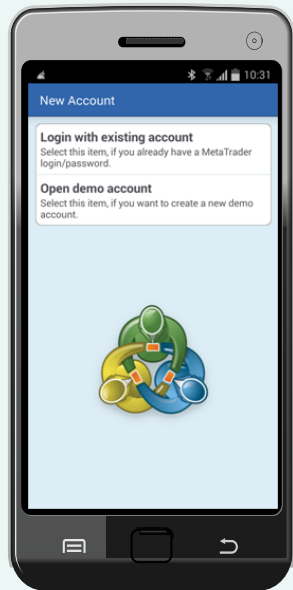 10:31
New Account
Login with existing account
Select this item, if you already have a MetaTrader
login/password.
Open demo account
Select this item, if you want to create a new demo
account.